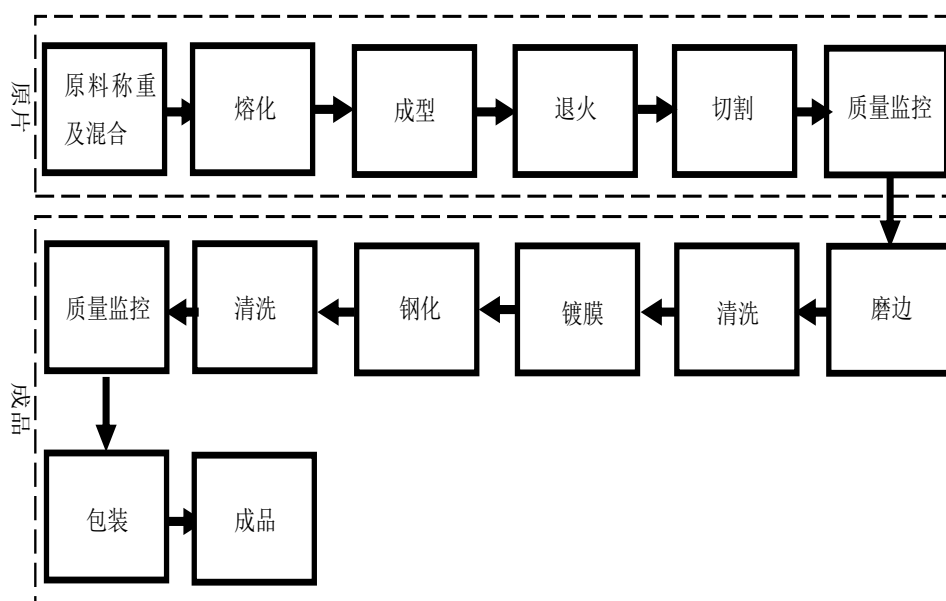 原片
原料称重
及混合
熔化
成型
退火
切割
质量监控
成品
质量监控
清洗
钢化
镀膜
清洗
磨边
包装
成品